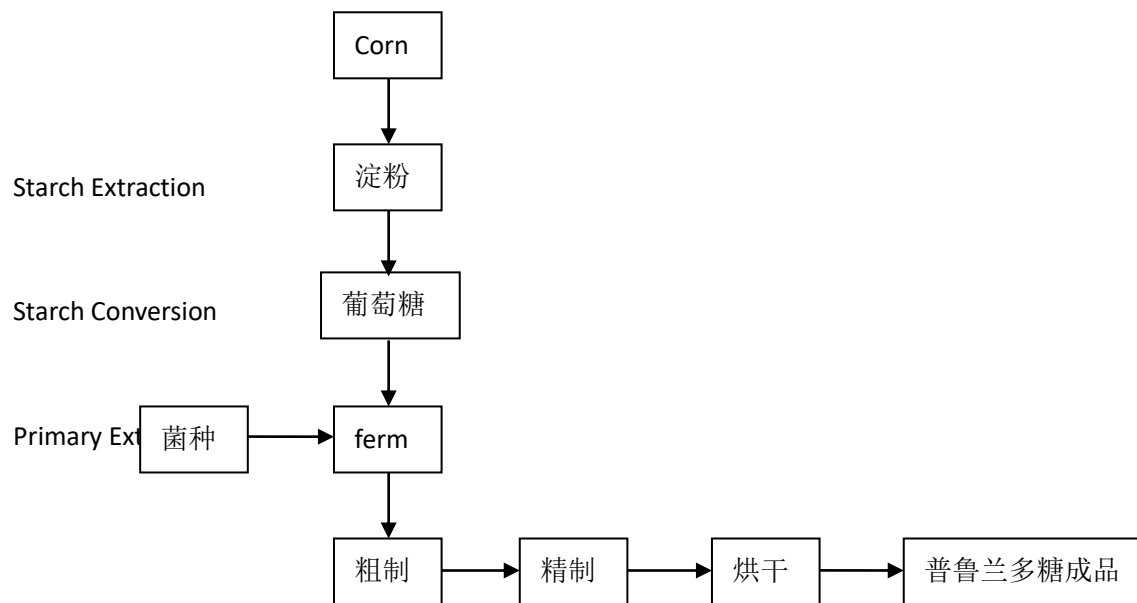 Corn
淀粉
Starch Extraction
葡萄糖
Starch Conversion
Primary Ext
菌种
ferm
粗制
精制
烘干
普鲁兰多糖成品